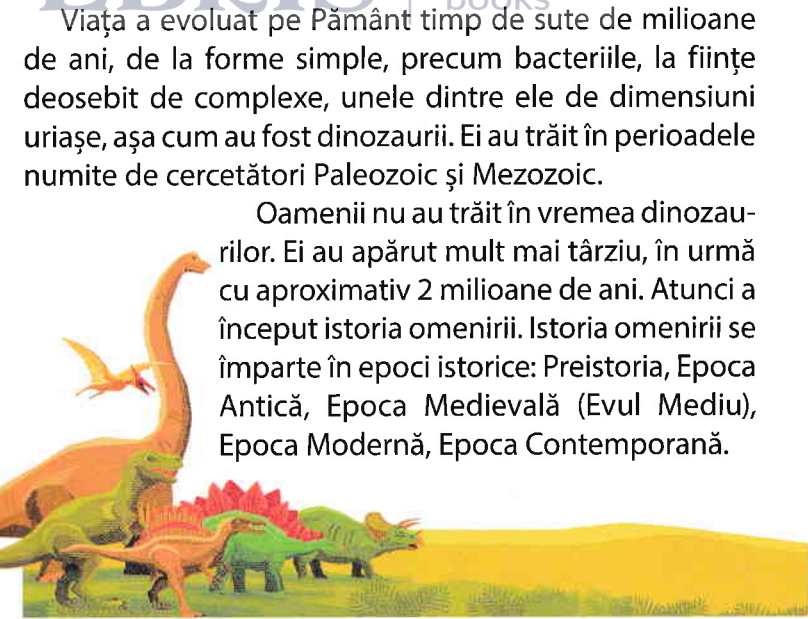 books
Viața a evoluat pe Pământ timp de sute de milioane
de ani, de la forme simple, precum bacteriile, la ființe
deosebit de complexe, unele dintre ele de dimensiuni
uriașe, așa cum au fost dinozaurii. Ei au trăit în perioadele
numite de cercetători Paleozoic și Mezozoic.
Oamenii nu au trăit în vremea dinozau-
rilor. Ei au apărut mult mai târziu, în urmă
cu aproximativ 2 milioane de ani. Atunci a
început istoria omenirii. Istoria omenirii se
împarte în epoci istorice: Preistoria, Epoca
Antică, Epoca Medievală (Evul Mediu),
Epoca Modernă, Epoca Contemporană.